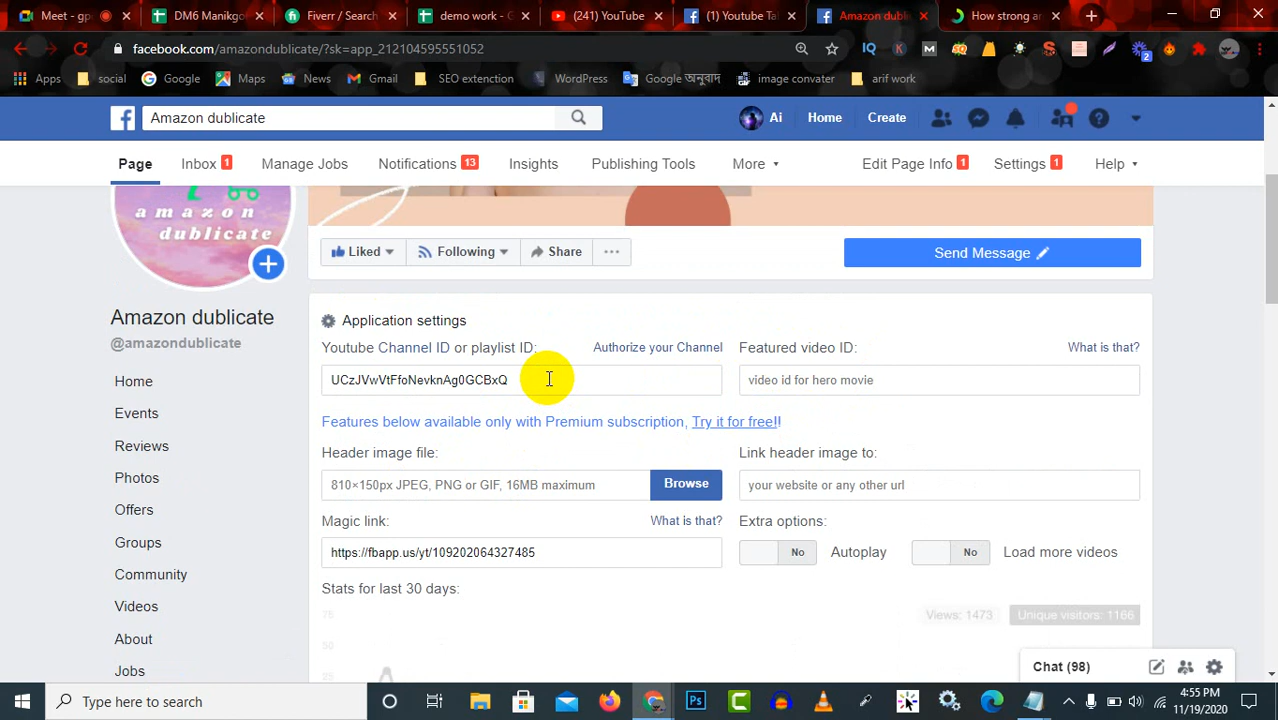 Meet - gp
DM6 Manikgo
Fiverr / Search
demo work - G
(241) YouTube
(1) Youtube Ta
Amazon dubli
How strong ar
facebook.com/amazondublicate/?sk=app_212104595551052
Apps
social
Google
Maps
News
Gmail
SEO extenction
WordPress
Google অনুবাদ
image convater
arif work
Amazon dublicate
Ai
Home
Create
Page
Inbox 1
Manage Jobs
Notifications 13
Insights
Publishing Tools
More
Edit Page Info 1
Settings 1
Help
amazon
dublicate
Liked
Following
Share
Send Message
Amazon dublicate
@amazondublicate
Home
Events
Reviews
Photos
Offers
Groups
Community
Videos
About
Jobs
Application settings
Youtube Channel ID or playlist ID:
Authorize your Channel
Featured video ID:
What is that?
UCzJVwVtFfoNevknAg0GCBxQ
video id for hero movie
Features below available only with Premium subscription, Try it for free!!
Header image file:
Link header image to:
810×150px JPEG, PNG or GIF, 16MB maximum
Browse
your website or any other url
Magic link:
What is that?
Extra options:
https://fbapp.us/yt/109202064327485
No
Autoplay
No
Load more videos
Stats for last 30 days:
75
Views: 1473
Unique visitors: 1166
50
25
Chat (98)
Type here to search
4:55 PM
11/19/2020